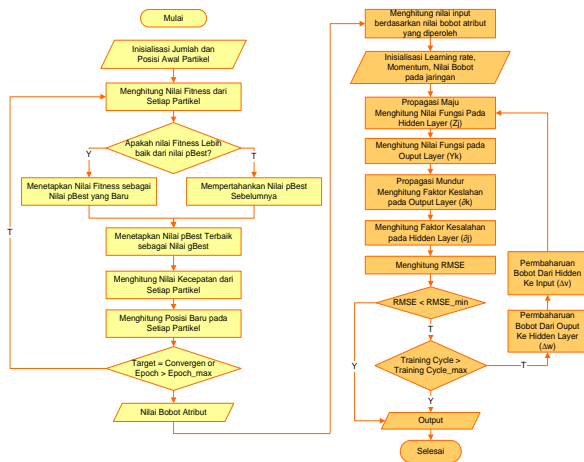 Mulai
Inisialisasi Jumlah dan
Posisi Awal Partikel
Menghitung Nilai Fitness dari
Setiap Partikel
Apakah nilai Fitness Lebih
baik dari nilai pBest?
Y
T
Menetapkan Nilai Fitness sebagai
Nilai pBest yang Baru
Mempertahankan Nilai pBest
Sebelumnya
T
Menetapkan Nilai pBest Terbaik
sebagai Nilai gBest
Menghitung Nilai Kecepatan dari
Setiap Partikel
Menghitung Posisi Baru pada
Setiap Partikel
Target = Convergen or
Epoch > Epoch_max
Nilai Bobot Atribut
Menghitung nilai input
berdasarkan nilai bobot atribut
yang diperoleh
Inisialisasi Learning rate,
Momentum, Nilai Bobot
pada jaringan
Propagasi Maju
Menghitung Nilai Fungsi Pada
Hidden Layer (Zj)
Menghitung Nilai Fungsi pada
Ouput Layer (Yk)
Propagasi Mundur
Menghitung Faktor Keslahan
pada Output Layer (∂k)
Menghitung Faktor Kesalahan
pada Hidden Layer (∂j)
Menghitung RMSE
RMSE < RMSE_min
T
Y
Training Cycle >
Training Cycle_max
T
Y
Permbaharuan
Bobot Dari Hidden
Ke Input (Δv)
Permbaharuan
Bobot Dari Ouput
Ke Hidden Layer
(Δw)
Output
Selesai